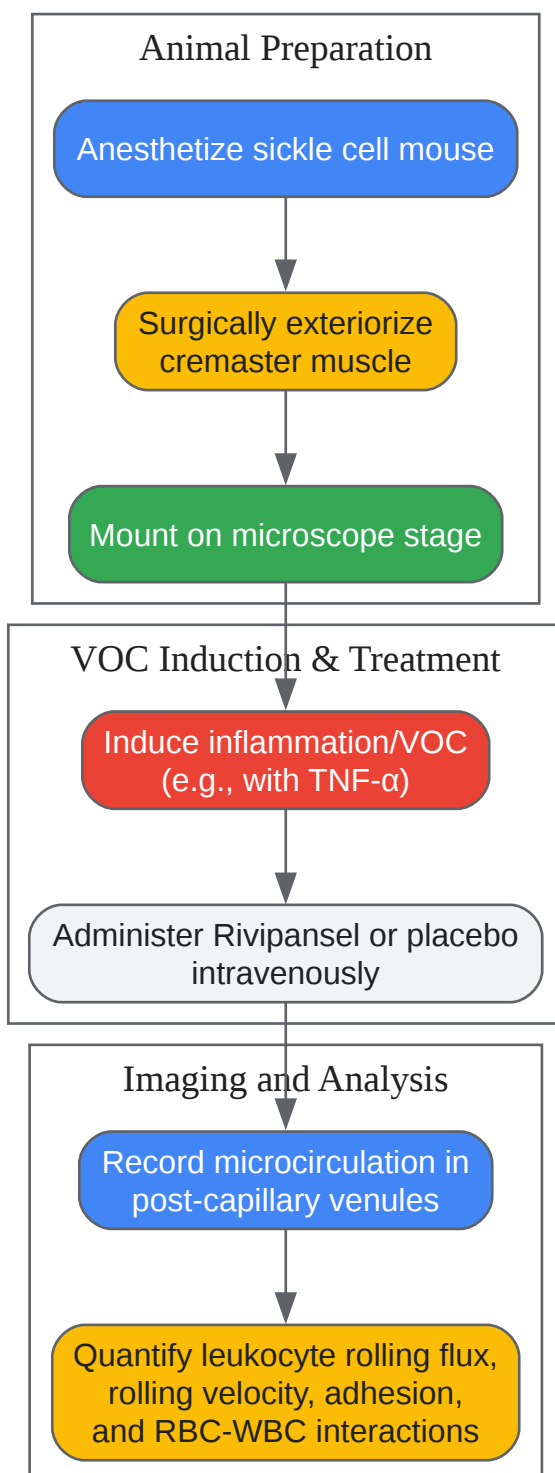 Animal Preparation
Anesthetize sickle cell mouse
Surgically exteriorize
cremaster muscle
Mount on microscope stage
VOC Induction & Treatment
Induce inflammation/VOC
(e.g., with TNF-α)
Administer Rivipansel or placebo
intravenously
Imaging and Analysis
Record microcirculation in
post-capillary venules
Quantify leukocyte rolling flux,
rolling velocity, adhesion,
and RBC-WBC interactions